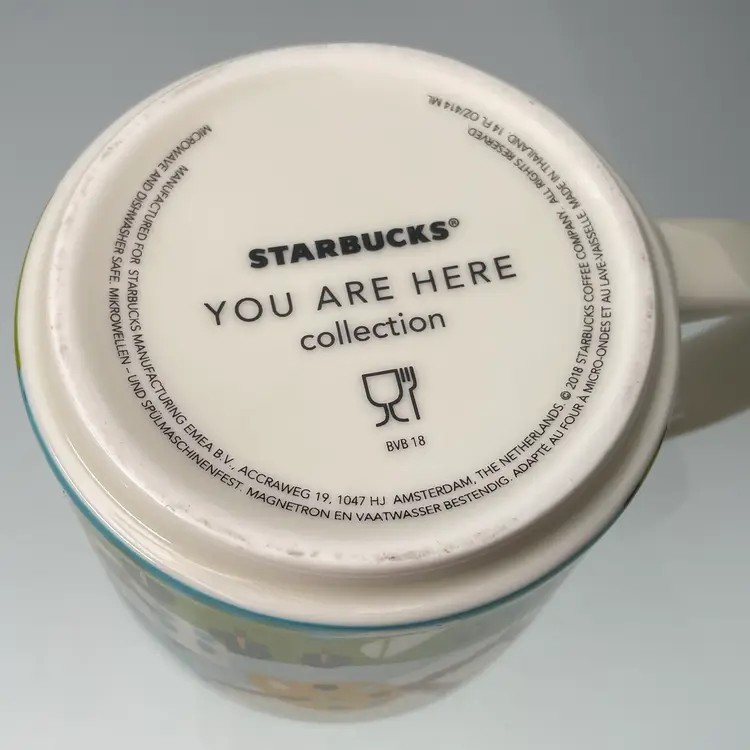 STARBUCKS®
YOU ARE HERE
collection
BVB 18
MANUFACTURED FOR STARBUCKS MANUFACTURING EMEA B.V., ACCRAWEG 19, 1047 HJ AMSTERDAM, THE NETHERLANDS. © 2018 STARBUCKS COFFEE COMPANY. ALL RIGHTS RESERVED
MICROWAVE AND DISHWASHER SAFE. MIKROWELLEN – UND SPÜLMASCHINENFEST. MAGNETRON EN VAATWASSER BESTENDIG. ADAPTÉ AU FOUR À MICRO-ONDES ET AU LAVE-VAISSELLE. MADE IN THAILAND. 14 FL OZ/414 ML